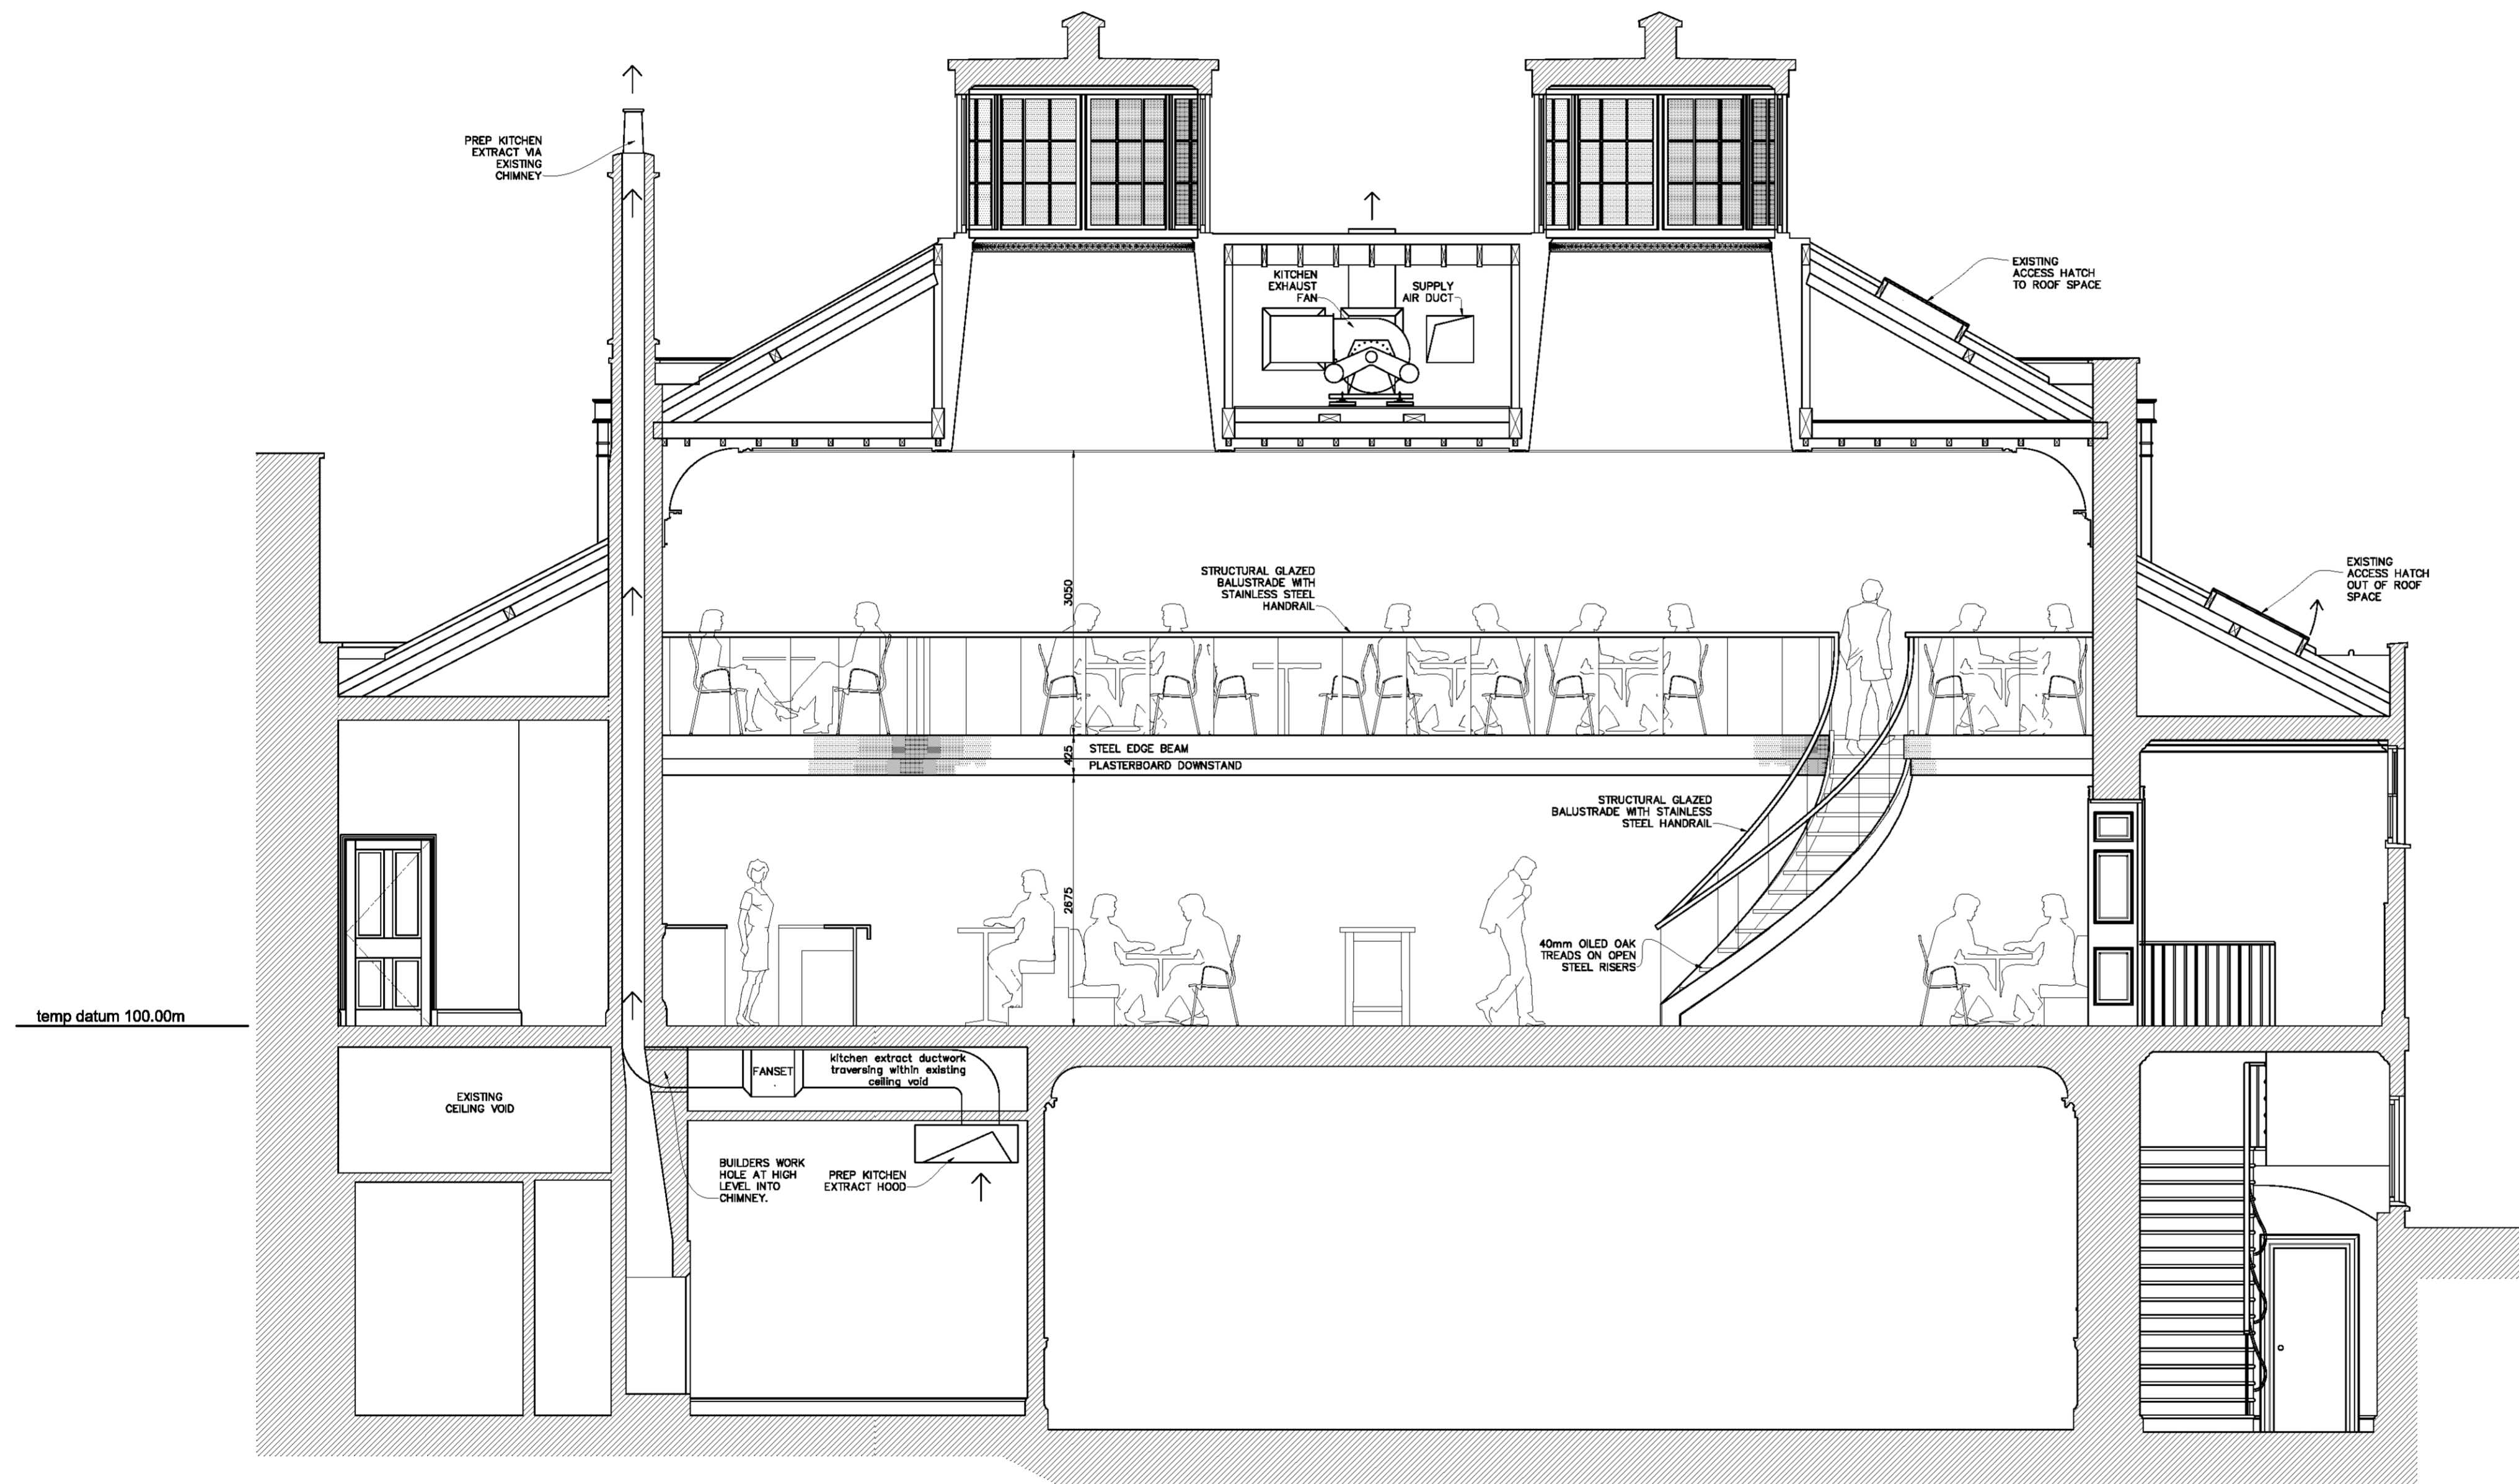 PREP KITCHEN
EXTRACT VIA
EXISTING
CHIMNEY
KITCHEN
EXHAUST
FAN
SUPPLY
AIR DUCT
EXISTING
ACCESS HATCH
TO ROOF SPACE
STRUCTURAL GLAZED
BALUSTRADE WITH
STAINLESS STEEL
HANDRAIL
3050
EXISTING
ACCESS HATCH
OUT OF ROOF
SPACE
425
STEEL EDGE BEAM
PLASTERBOARD DOWNSTAND
STRUCTURAL GLAZED
BALUSTRADE WITH STAINLESS
STEEL HANDRAIL
2675
40mm OILED OAK
TREADS ON OPEN
STEEL RISERS
temp datum 100.00m
FANSET
kitchen extract ductwork
traversing within existing
ceiling void
EXISTING
CEILING VOID
BUILDERS WORK
HOLE AT HIGH
LEVEL INTO
CHIMNEY.
PREP KITCHEN
EXTRACT HOOD